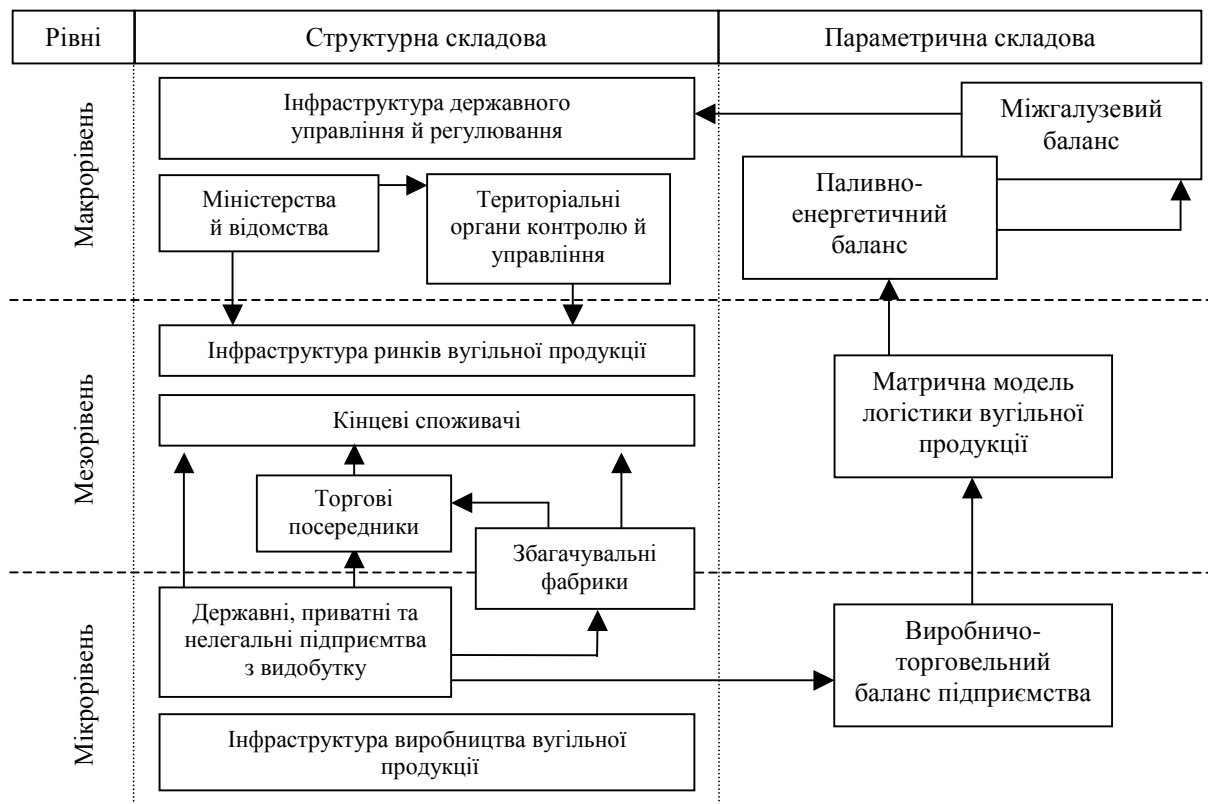 Рівні
Структурна складова
Параметрична складова
Макрорівень
Інфраструктура державного
управління й регулювання
Міжгалузевий
баланс
Міністерства
й відомства
Територіальні
органи контролю й
управління
Паливно-
енергетичний
баланс
Мезорівень
Інфраструктура ринків вугільної продукції
Кінцеві споживачі
Матрична модель
логістики вугільної
продукції
Торгові
посередники
Збагачувальні
фабрики
Мікрорівень
Державні, приватні та
нелегальні підприємтва
з видобутку
Виробничо-
торговельний
баланс підприємства
Інфраструктура виробництва вугільної
продукції